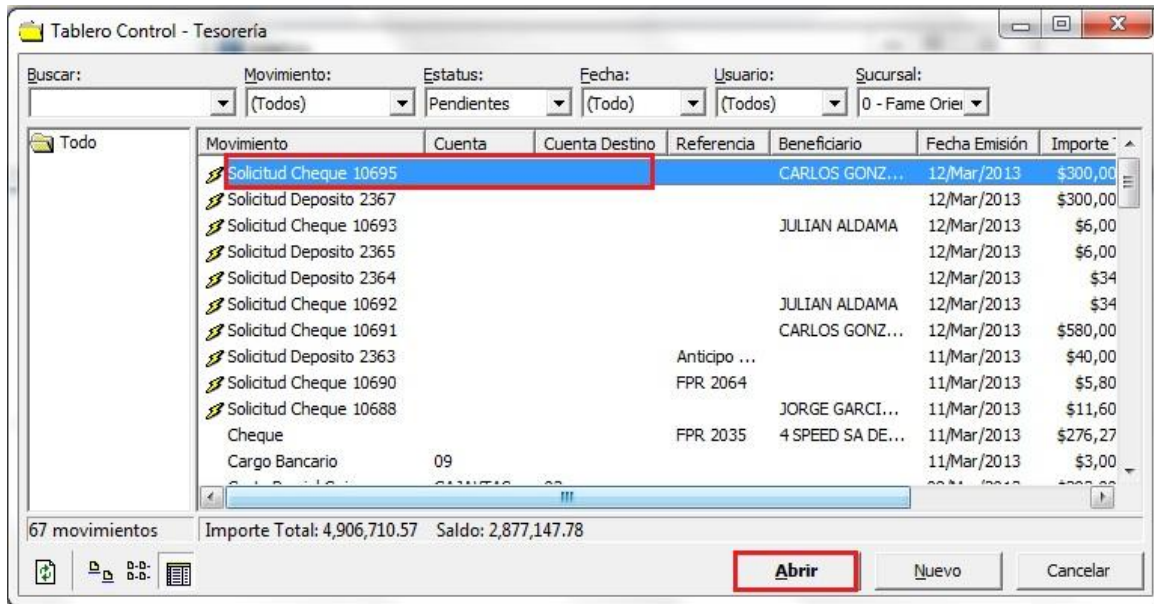 Tablero Control - Tesorería
Buscar: Movimiento: Estatus: Fecha: Usuario: Sucursal:
(Todos) Pendientes (Todo) (Todos) 0 - Fame Orier
Todo
Movimiento Cuenta Cuenta Destino Referencia Beneficiario Fecha Emisión Importe
Solicitud Cheque 10695 CARLOS GONZ... 12/Mar/2013 $300,00
Solicitud Deposito 2367 12/Mar/2013 $300,00
Solicitud Cheque 10693 JULIAN ALDAMA 12/Mar/2013 $6,00
Solicitud Deposito 2365 12/Mar/2013 $6,00
Solicitud Deposito 2364 12/Mar/2013 $34
Solicitud Cheque 10692 JULIAN ALDAMA 12/Mar/2013 $34
Solicitud Cheque 10691 CARLOS GONZ... 12/Mar/2013 $580,00
Solicitud Deposito 2363 Anticipo ... 11/Mar/2013 $40,00
Solicitud Cheque 10690 FPR 2064 11/Mar/2013 $5,80
Solicitud Cheque 10688 JORGE GARCI... 11/Mar/2013 $11,60
Cheque FPR 2035 4 SPEED SA DE... 11/Mar/2013 $276,27
Cargo Bancario 09 11/Mar/2013 $3,00
67 movimientos Importe Total: 4,906,710.57 Saldo: 2,877,147.78
Abrir Nuevo Cancelar